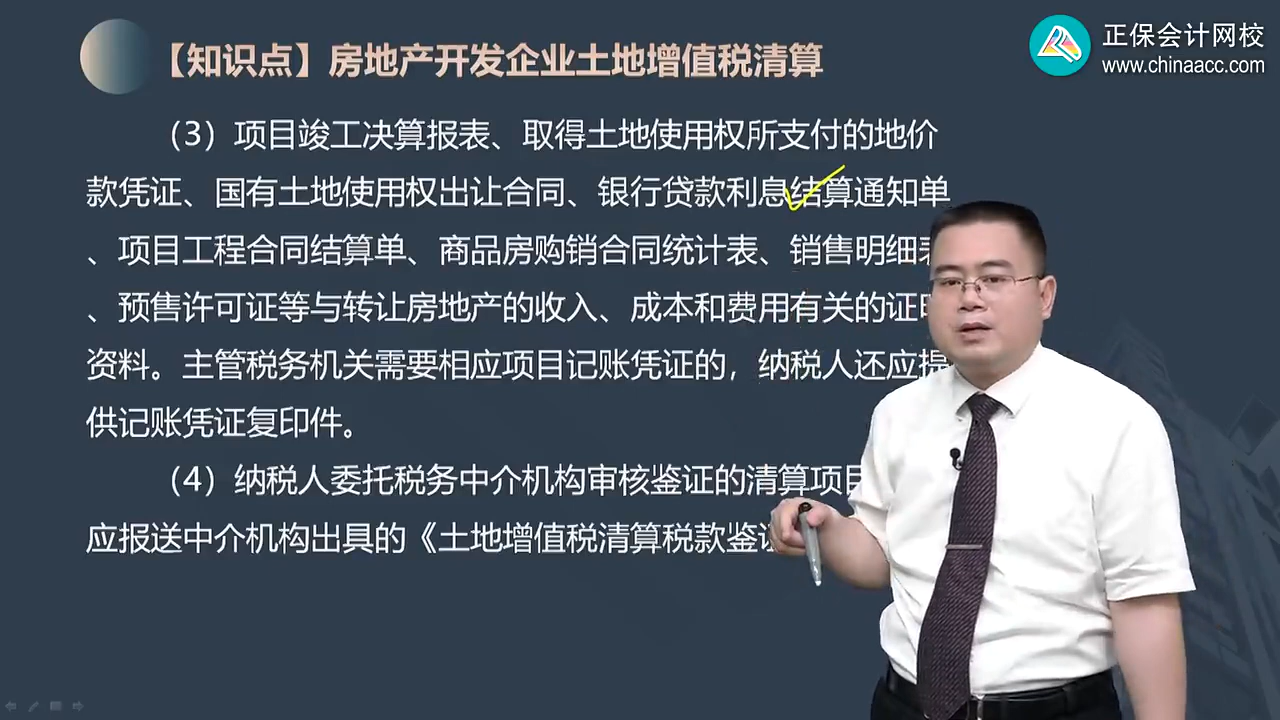 【知识点】房地产开发企业土地增值税清算
正保会计网校
www.chinaacc.com
（3）项目竣工决算报表、取得土地使用权所支付的地价
款凭证、国有土地使用权出让合同、银行贷款利息结算通知单
、项目工程合同结算单、商品房购销合同统计表、销售明细表
、预售许可证等与转让房地产的收入、成本和费用有关的证明
资料。主管税务机关需要相应项目记账凭证的，纳税人还应提
供记账凭证复印件。
（4）纳税人委托税务中介机构审核鉴证的清算项目
应报送中介机构出具的《土地增值税清算税款鉴证